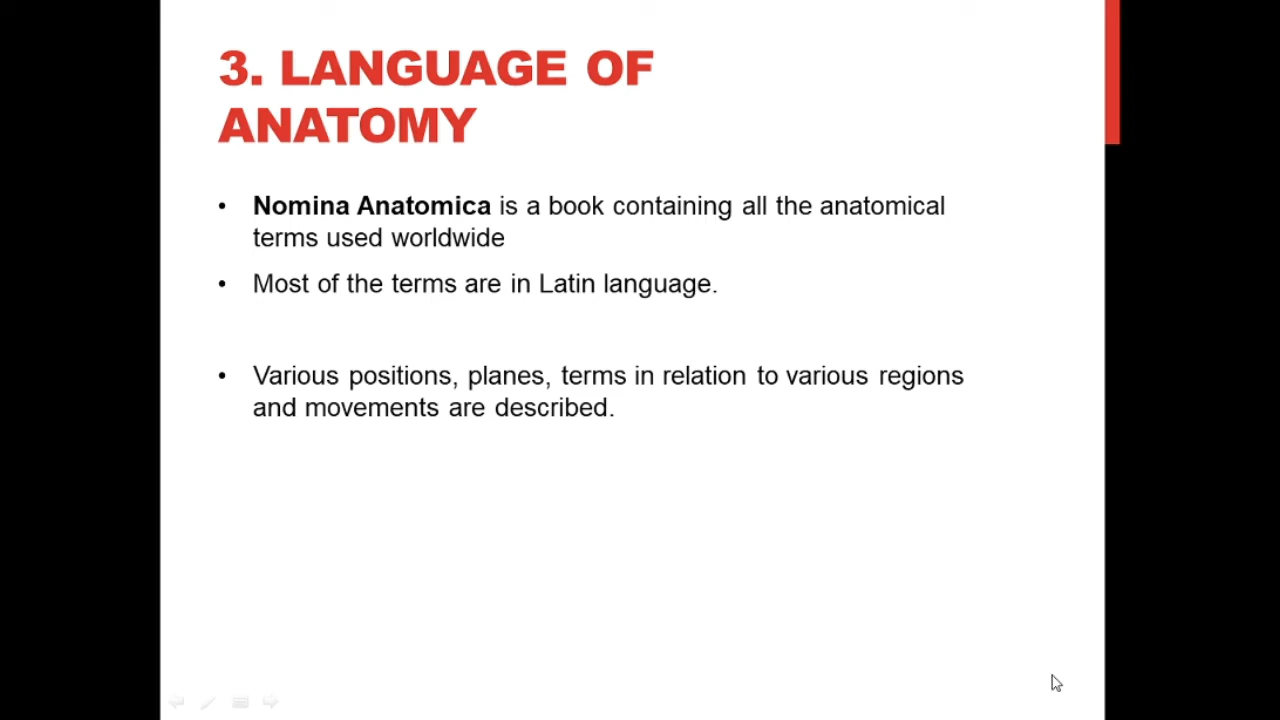 3. LANGUAGE OF
ANATOMY
• Nomina Anatomica is a book containing all the anatomical
terms used worldwide
• Most of the terms are in Latin language.
• Various positions, planes, terms in relation to various regions
and movements are described.